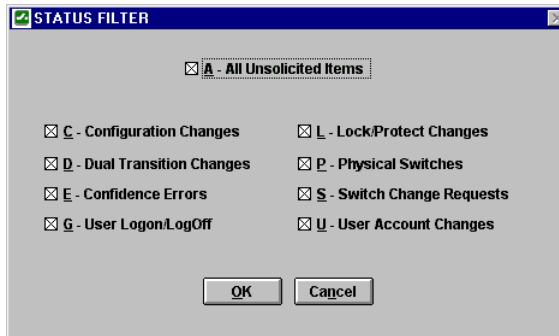 STATUS FILTER
A - All Unsolicited Items
C - Configuration Changes
L - Lock/Protect Changes
D - Dual Transition Changes
P - Physical Switches
E - Confidence Errors
S - Switch Change Requests
G - User Logon/LogOff
U - User Account Changes
OK
Cancel